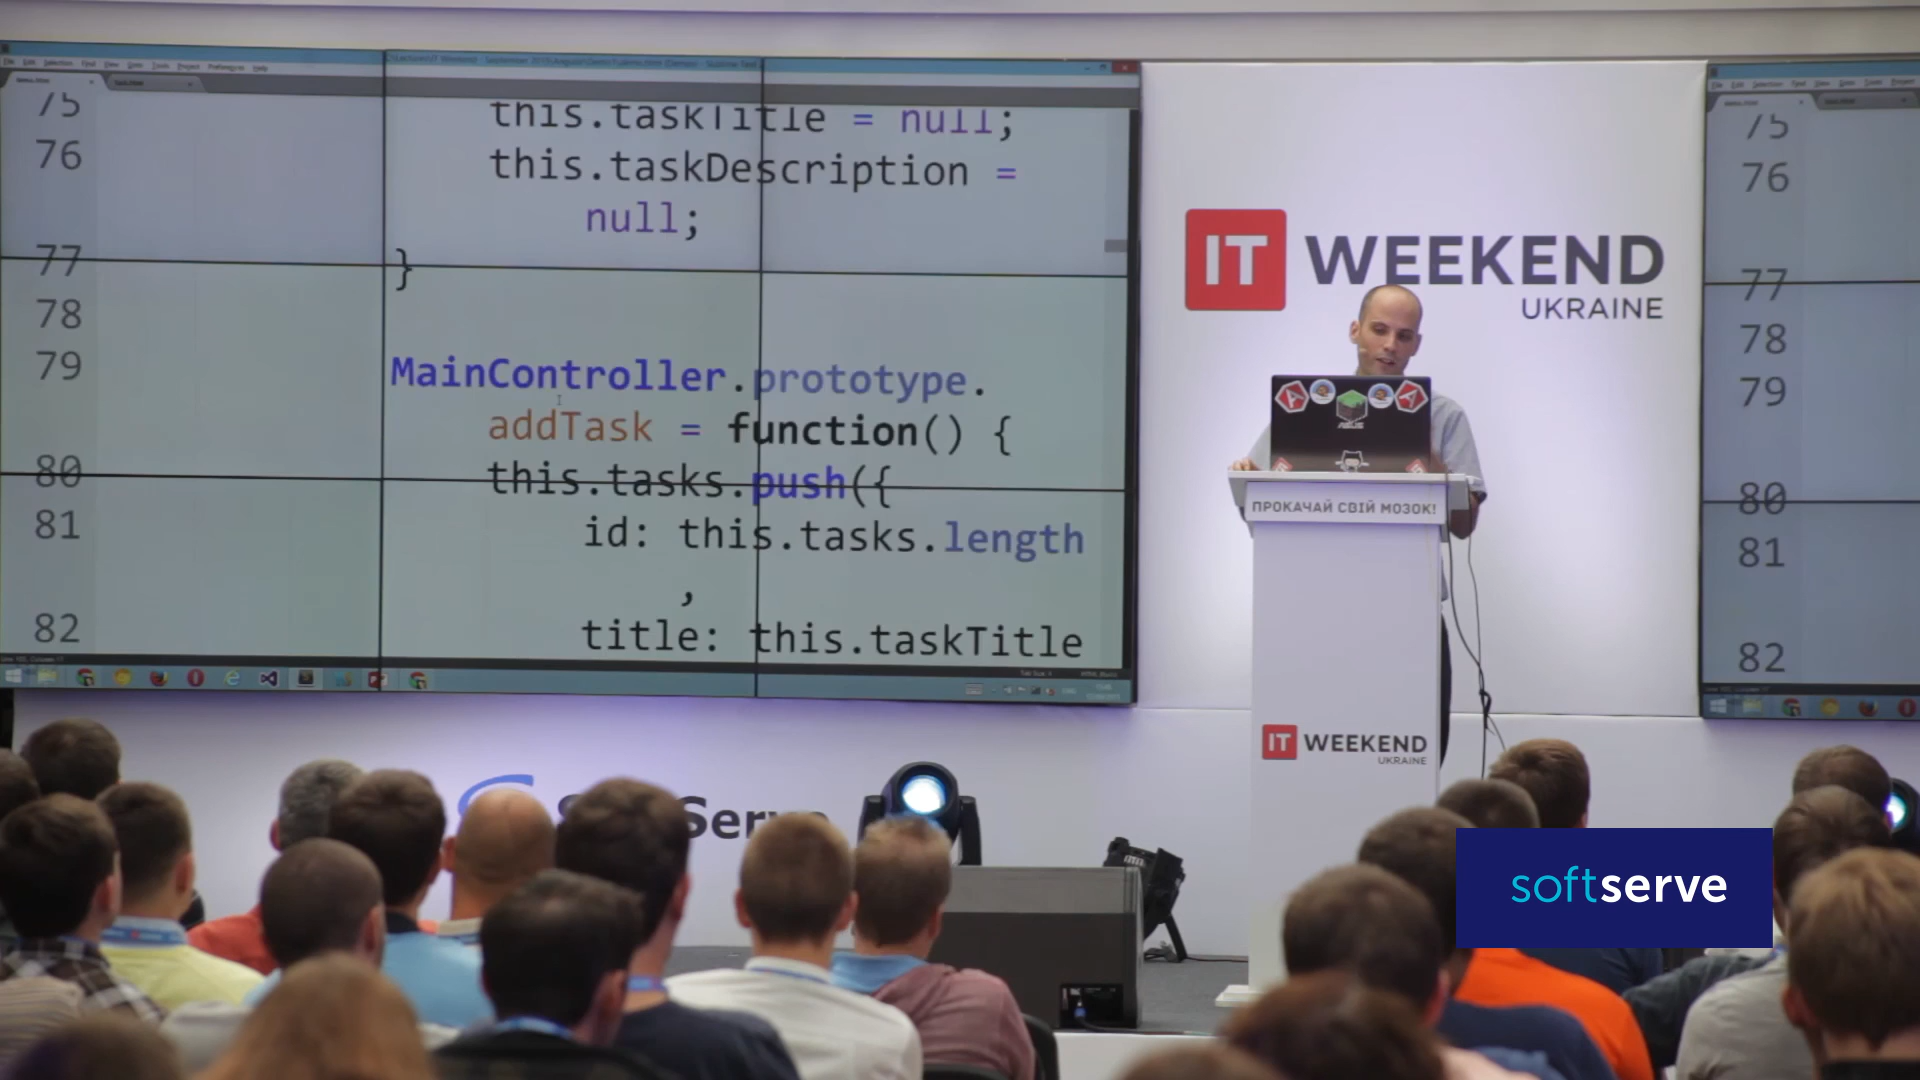 75
this.taskTitle = null;
76
this.taskDescription =
null;
77
}
78
79
MainController.prototype.
addTask = function() {
80
this.tasks.push({
81
id: this.tasks.length
,
82
title: this.taskTitle
IT WEEKEND
UKRAINE
ASUS
ПРОКАЧАЙ СВІЙ МОЗОК!
IT WEEKEND
UKRAINE
75
76
77
78
79
80
81
82
softserve